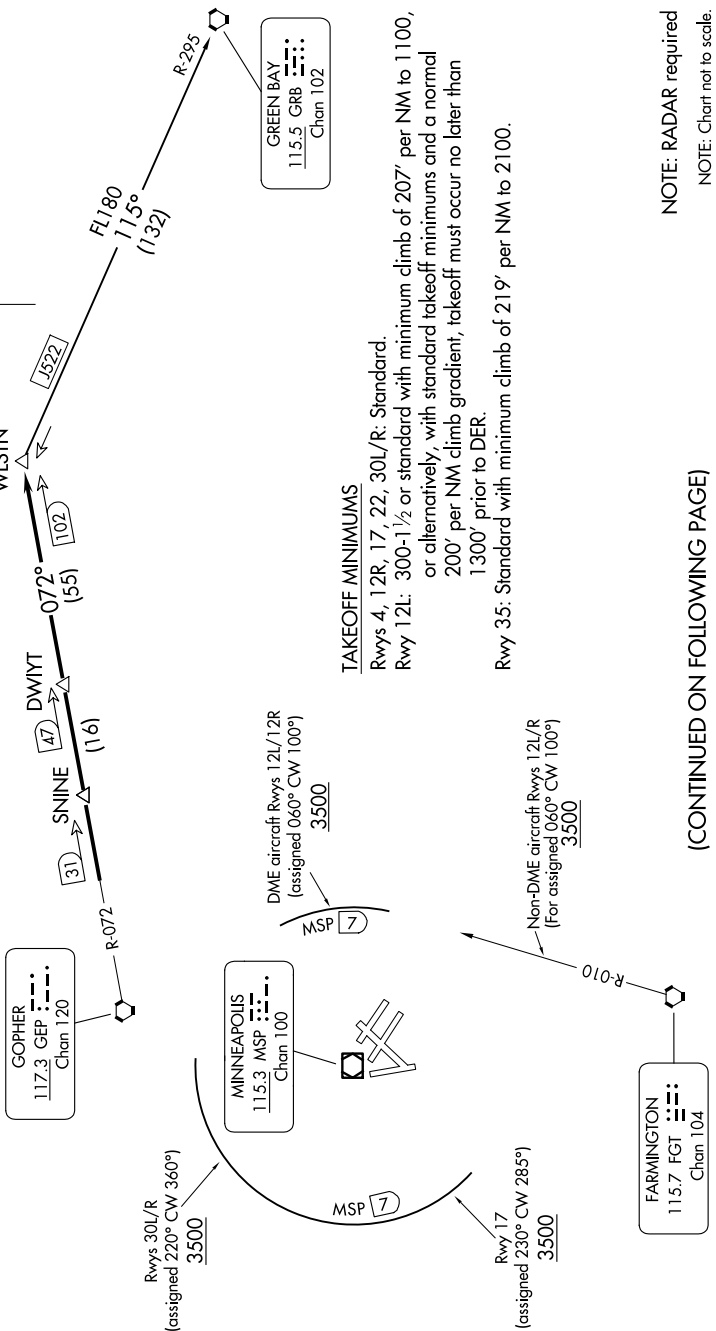 GREEN BAY
115.5 GRB
Chan 102
R-295
FL180
115°
(132)
J522
102
072°
(55)
DWIYT
47
(16)
SNINE
31
R-072
GOPHER
117.3 GEP
Chan 120
TAKEOFF MINIMUMS
Rwys 4, 12R, 17, 22, 30L/R: Standard.
Rwy 12L: 300-1½ or standard with minimum climb of 207' per NM to 1100,
or alternatively, with standard takeoff minimums and a normal
200' per NM climb gradient, takeoff must occur no later than
1300' prior to DER.
Rwy 35: Standard with minimum climb of 219' per NM to 2100.
DME aircraft Rwys 12L/12R
(assigned 060° CW 100°)
3500
MSP 7
MINNEAPOLIS
115.3 MSP
Chan 100
Rwys 30L/R
(assigned 220° CW 360°)
3500
MSP 7
Rwy 17
(assigned 230° CW 285°)
3500
Non-DME aircraft Rwys 12L/R
(For assigned 060° CW 100°)
3500
R-010
FARMINGTON
115.7 FGT
Chan 104
NOTE: RADAR required
NOTE: Chart not to scale.
(CONTINUED ON FOLLOWING PAGE)